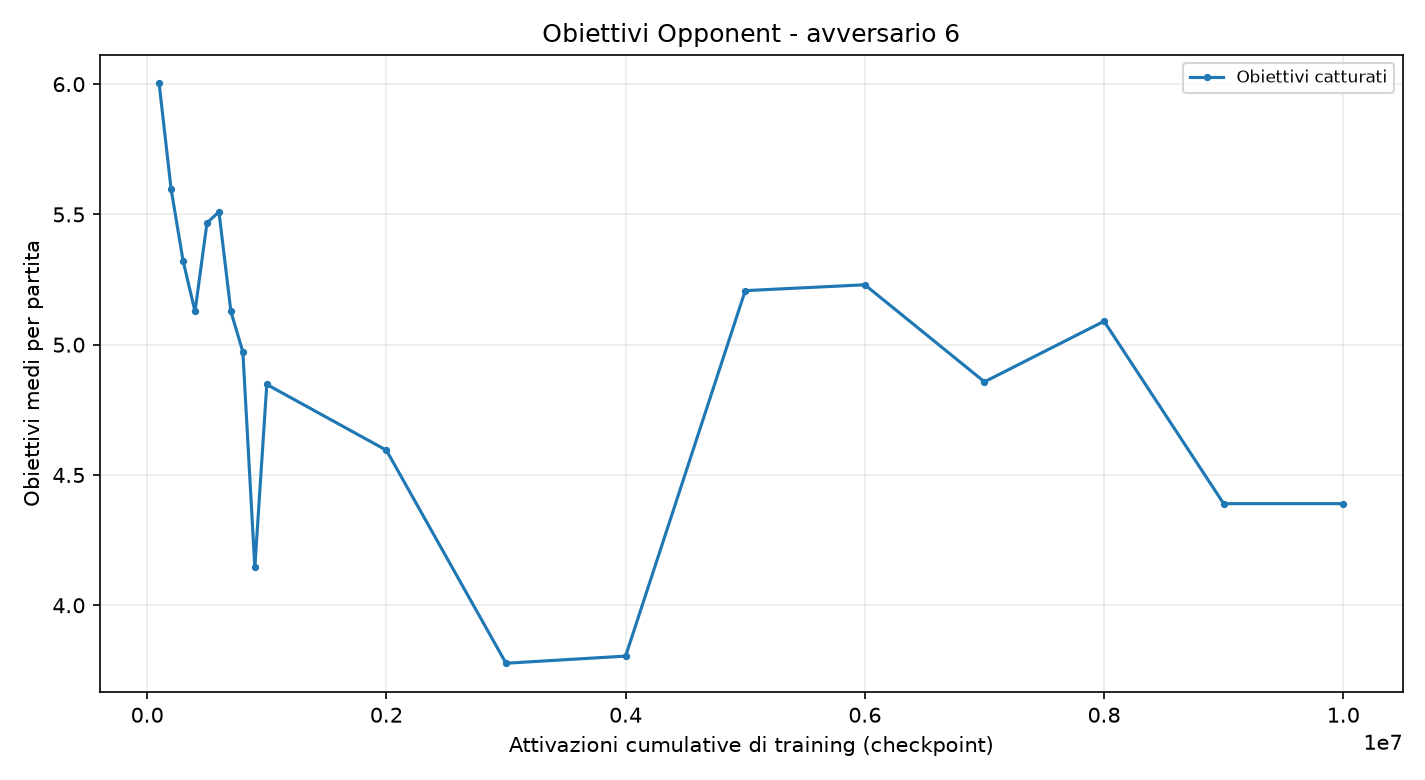 Obiettivi Opponent - avversario 6
Obiettivi catturati
Obiettivi medi per partita
6.0
5.5
5.0
4.5
4.0
0.0 0.2 0.4 0.6 0.8 1.0
1e7
Attivazioni cumulative di training (checkpoint)